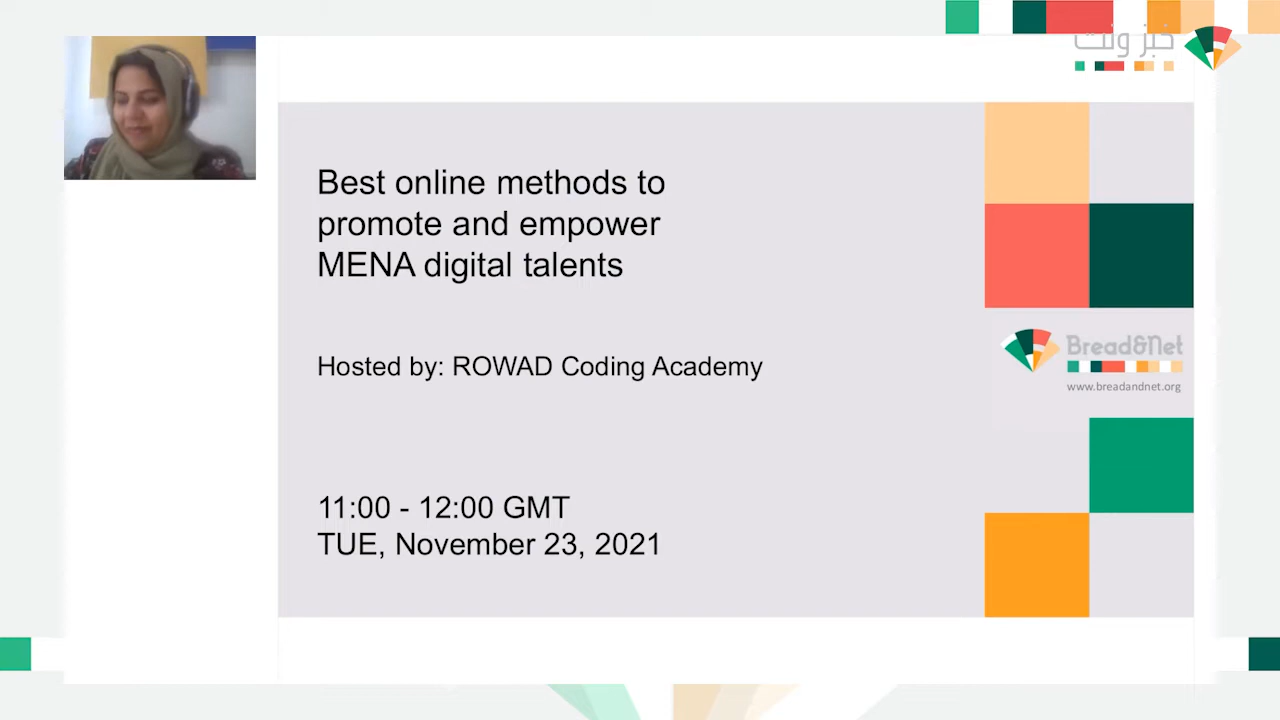 خبز ونت
Best online methods to
promote and empower
MENA digital talents
Hosted by: ROWAD Coding Academy
Bread&Net
www.breadandnet.org
11:00 - 12:00 GMT
TUE, November 23, 2021